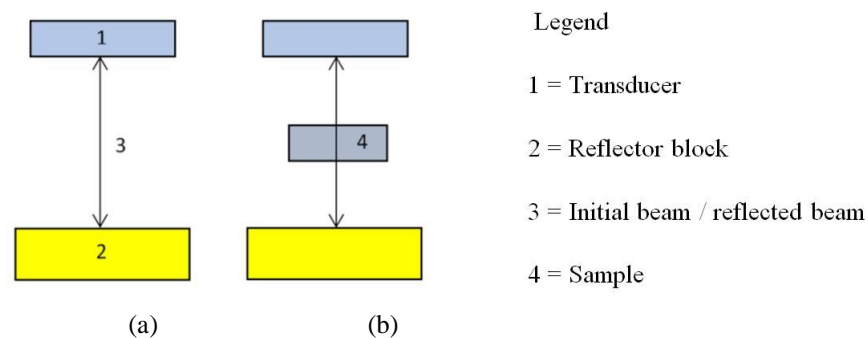 1
3
2
(a)
4
(b)
Legend
1 = Transducer
2 = Reflector block
3 = Initial beam / reflected beam
4 = Sample